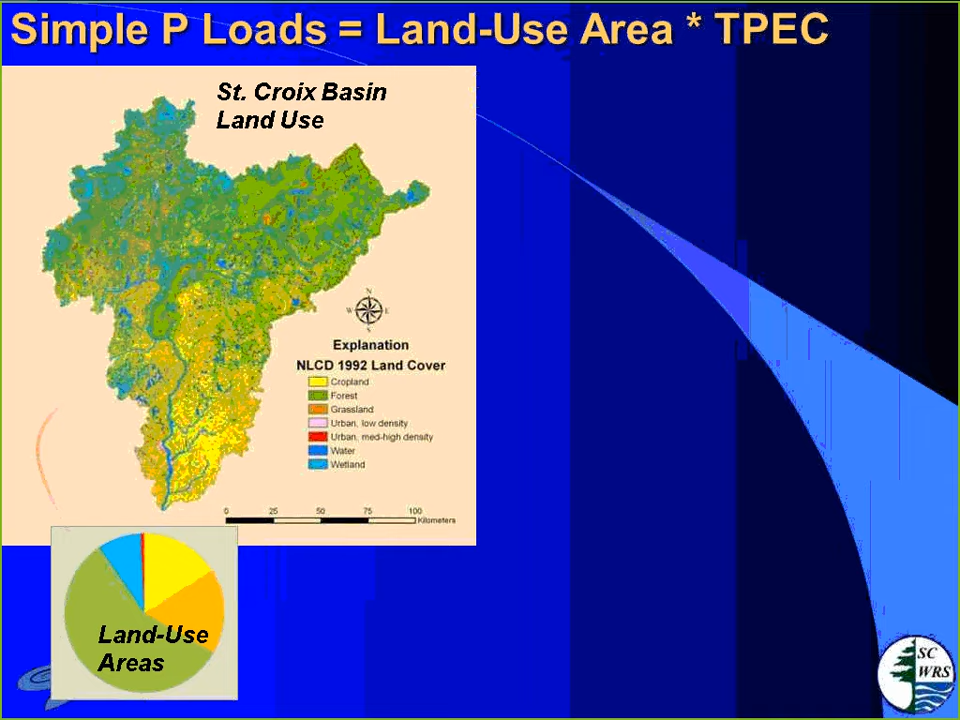 Simple P Loads = Land-Use Area * TPEC
St. Croix Basin
Land Use
N
W E
S
Explanation
NLCD 1992 Land Cover
Cropland
Forest
Grassland
Urban, low density
Urban, med-high density
Water
Wetland
0 25 50 75 100
Kilometers
Land-Use
Areas
SC
WRS